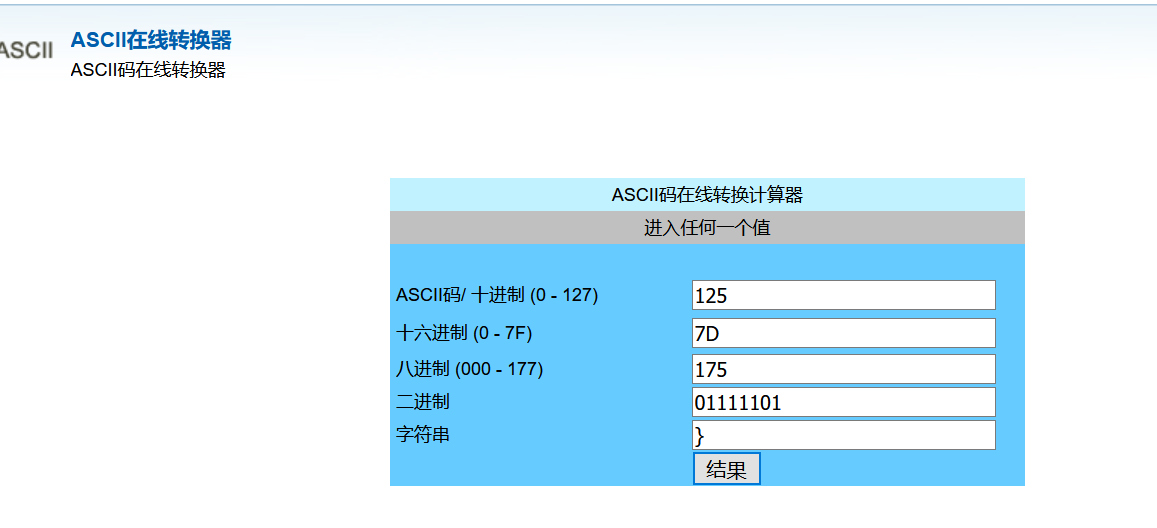 ASCII
ASCII在线转换器
ASCII码在线转换器
ASCII码在线转换计算器
进入任何一个值
ASCII码/ 十进制 (0 - 127) 125
十六进制 (0 - 7F) 7D
八进制 (000 - 177) 175
二进制 01111101
字符串 }
结果